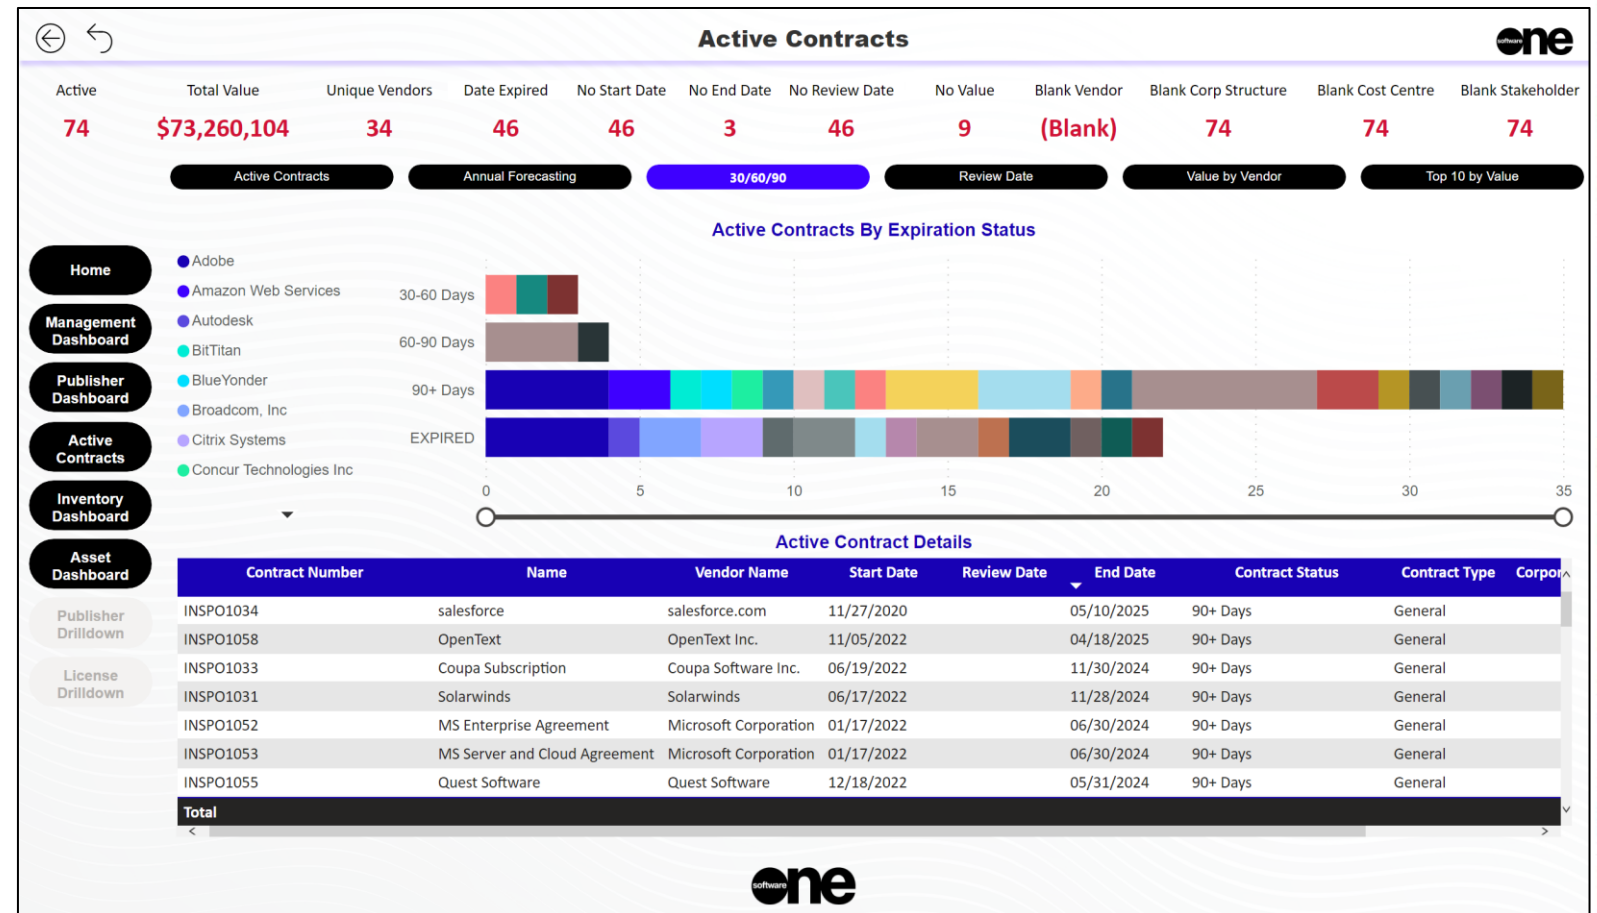 Active Contracts
software one
Active Total Value Unique Vendors Date Expired No Start Date No End Date No Review Date No Value Blank Vendor Blank Corp Structure Blank Cost Centre Blank Stakeholder
74 $73,260,104 34 46 46 3 46 9 (Blank) 74 74 74
Active Contracts Annual Forecasting 30/60/90 Review Date Value by Vendor Top 10 by Value
Home
Management
Dashboard
Publisher
Dashboard
Active
Contracts
Inventory
Dashboard
Asset
Dashboard
Publisher
Drilldown
License
Drilldown
Active Contracts By Expiration Status
Adobe
Amazon Web Services
Autodesk
BitTitan
BlueYonder
Broadcom, Inc
Citrix Systems
Concur Technologies Inc
30-60 Days
60-90 Days
90+ Days
EXPIRED
0 5 10 15 20 25 30 35
Active Contract Details
Contract Number Name Vendor Name Start Date Review Date End Date Contract Status Contract Type Corpor
INSPO1034 salesforce salesforce.com 11/27/2020 05/10/2025 90+ Days General
INSPO1058 OpenText OpenText Inc. 11/05/2022 04/18/2025 90+ Days General
INSPO1033 Coupa Subscription Coupa Software Inc. 06/19/2022 11/30/2024 90+ Days General
INSPO1031 Solarwinds Solarwinds 06/17/2022 11/28/2024 90+ Days General
INSPO1052 MS Enterprise Agreement Microsoft Corporation 01/17/2022 06/30/2024 90+ Days General
INSPO1053 MS Server and Cloud Agreement Microsoft Corporation 01/17/2022 06/30/2024 90+ Days General
INSPO1055 Quest Software Quest Software 12/18/2022 05/31/2024 90+ Days General
Total
software one